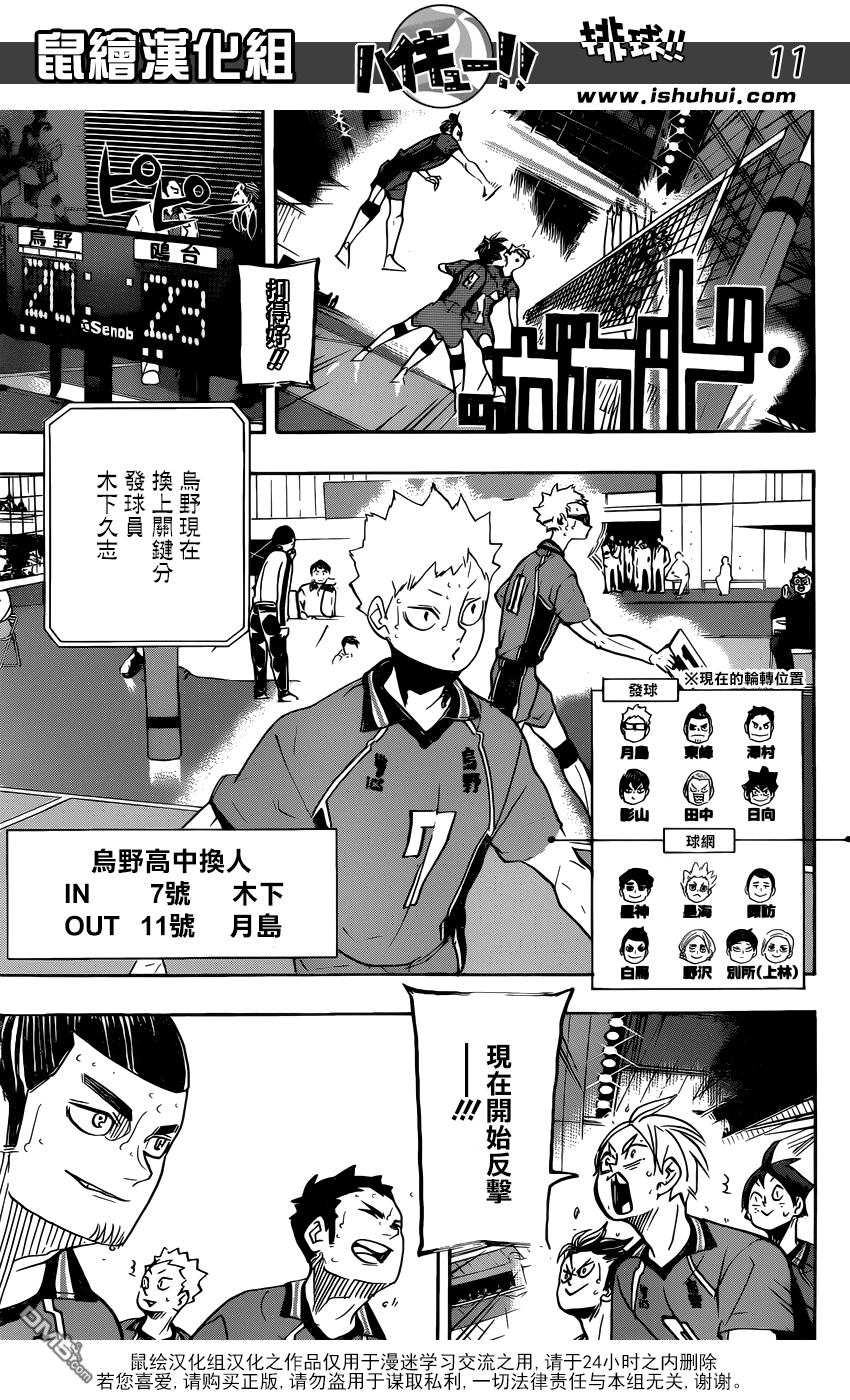 鼠繪漢化組
ハイキュー!!
排球!!
11
www.ishuhui.com
ピピ
烏野
鷗台
21
23
Senoh
扣得好!!
烏野現在
換上關鍵分
發球員
木下久志
烏野
7
※現在的輪轉位置
發球
月島 東峰 澤村
影山 田中 日向
球網
晝神 星海 諏訪
白馬 野沢 別所(上林)
烏野高中換人
IN 7號 木下
OUT 11號 月島
現在開始反擊
——!!!
鼠绘汉化组汉化之作品仅用于漫迷学习交流之用, 请于24小时之内删除
若您喜爱, 请购买正版, 请勿盗用于谋取私利, 一切法律责任与本组无关, 谢谢。